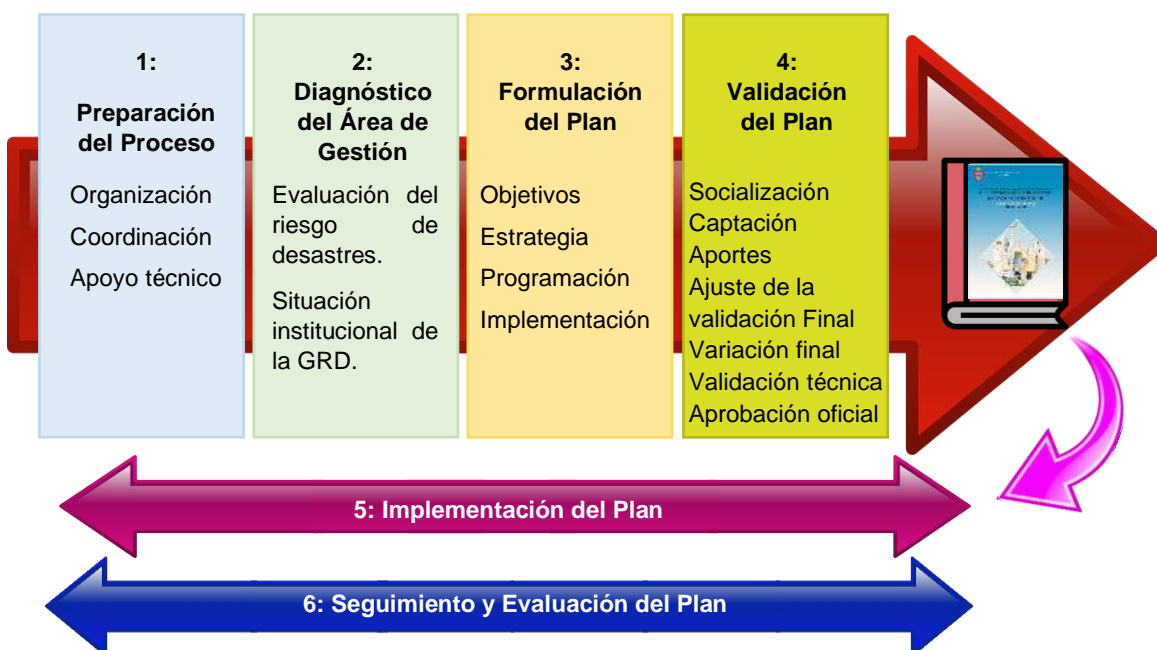 1:
Preparación
del Proceso
Organización
Coordinación
Apoyo técnico
2:
Diagnóstico
del Área de
Gestión
Evaluación del
riesgo de
desastres.
Situación
institucional de
la GRD.
3:
Formulación
del Plan
Objetivos
Estrategia
Programación
Implementación
4:
Validación
del Plan
Socialización
Captación
Aportes
Ajuste de la
validación Final
Variación final
Validación técnica
Aprobación oficial
5: Implementación del Plan
6: Seguimiento y Evaluación del Plan